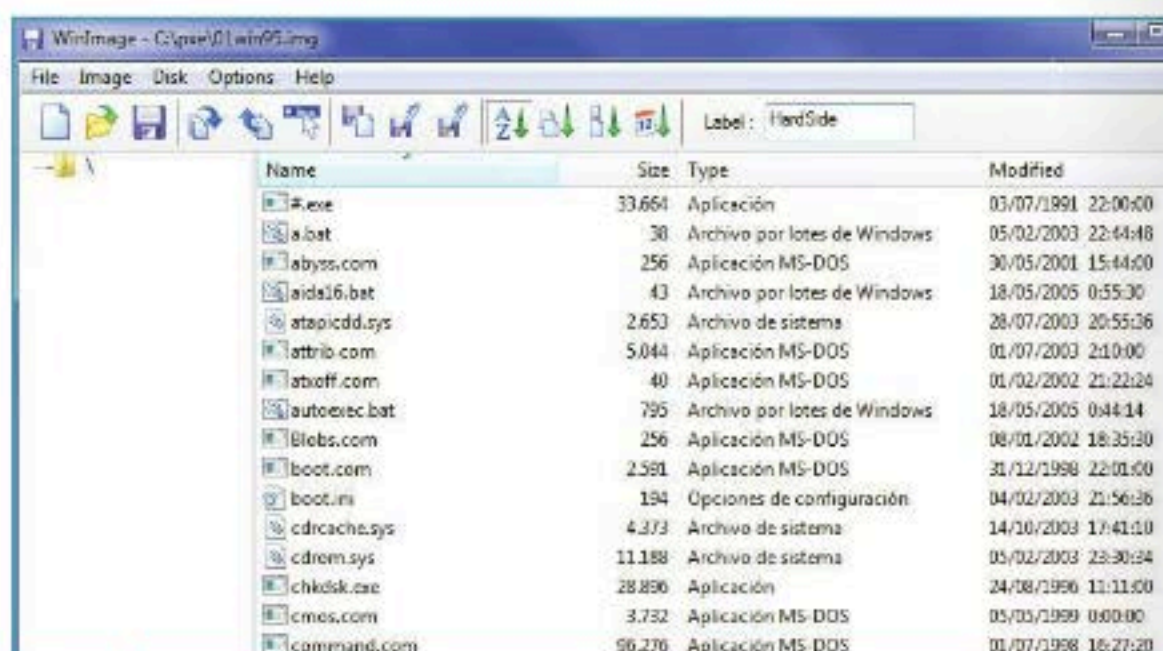 WinImage - C:\pxe\01win95.img
File Image Disk Options Help
Label: HardSide
\
Name Size Type Modified
#.exe 33.664 Aplicación 03/07/1991 22:00:00
a.bat 38 Archivo por lotes de Windows 05/02/2003 22:44:48
abyss.com 256 Aplicación MS-DOS 30/05/2001 15:44:00
aida16.bat 43 Archivo por lotes de Windows 18/05/2005 0:55:30
atapicdd.sys 2.653 Archivo de sistema 28/07/2003 20:55:36
attrib.com 5.044 Aplicación MS-DOS 01/07/2003 2:10:00
atxoff.com 40 Aplicación MS-DOS 01/02/2002 21:22:24
autoexec.bat 795 Archivo por lotes de Windows 18/05/2005 0:44:14
Blobs.com 256 Aplicación MS-DOS 08/01/2002 18:35:30
boot.com 2.591 Aplicación MS-DOS 31/12/1998 22:01:00
boot.ini 194 Opciones de configuración 04/02/2003 21:56:36
cdrcache.sys 4.373 Archivo de sistema 14/10/2003 17:41:10
cdrom.sys 11.188 Archivo de sistema 05/02/2003 23:30:34
chkdsk.exe 28.896 Aplicación 24/08/1996 11:11:00
cmos.com 3.732 Aplicación MS-DOS 05/05/1999 0:00:00
command.com 96.276 Aplicación MS-DOS 01/07/1998 16:27:20